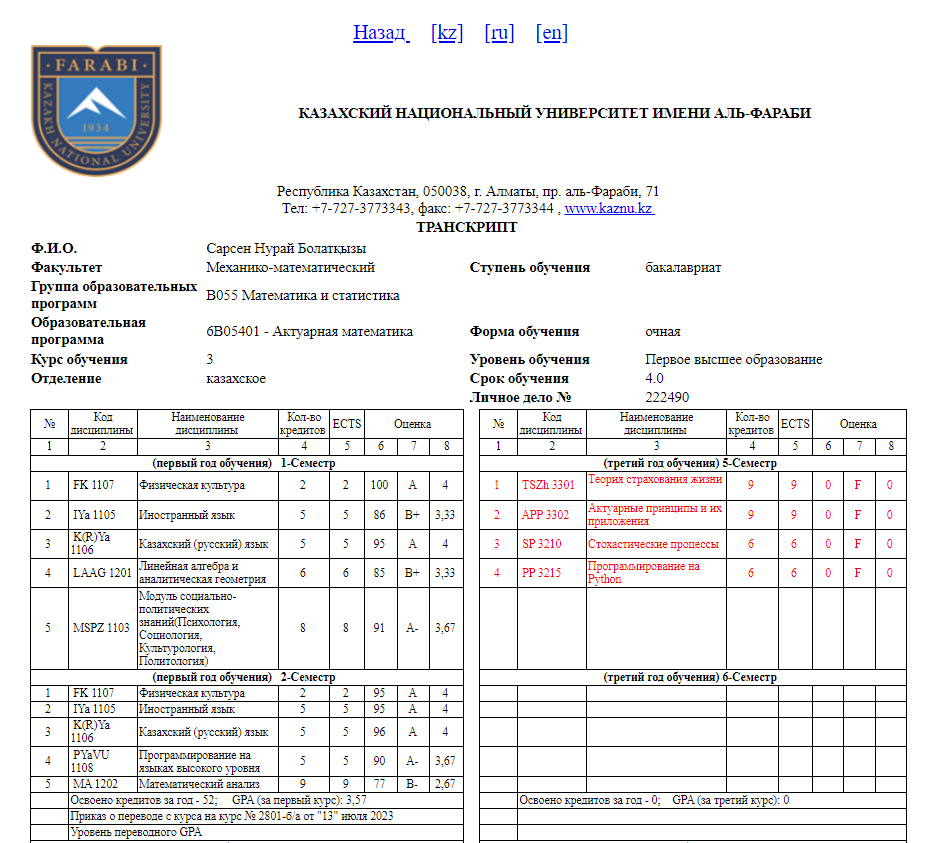 Назад [kz] [ru] [en]
· FARABI ·
KAZAKH NATIONAL UNIVERSITY
1934
КАЗАХСКИЙ НАЦИОНАЛЬНЫЙ УНИВЕРСИТЕТ ИМЕНИ АЛЬ-ФАРАБИ
Республика Казахстан, 050038, г. Алматы, пр. аль-Фараби, 71
Тел: +7-727-3773343, факс: +7-727-3773344 , www.kaznu.kz
ТРАНСКРИПТ
Ф.И.О. Сарсен Нурай Болатқызы
Факультет Механико-математический Ступень обучения бакалавриат
Группа образовательных
программ B055 Математика и статистика
Образовательная
программа 6B05401 - Актуарная математика Форма обучения очная
Курс обучения 3 Уровень обучения Первое высшее образование
Отделение казахское Срок обучения 4.0
Личное дело № 222490
№ Код дисциплины Наименование дисциплины Кол-во кредитов ECTS Оценка
1 2 3 4 5 6 7 8
(первый год обучения) 1-Семестр
1 FK 1107 Физическая культура 2 2 100 A 4
2 IYa 1105 Иностранный язык 5 5 86 B+ 3,33
3 K(R)Ya 1106 Казахский (русский) язык 5 5 95 A 4
4 LAAG 1201 Линейная алгебра и аналитическая геометрия 6 6 85 B+ 3,33
5 MSPZ 1103 Модуль социально-политических знаний(Психология, Социология, Культурология, Политология) 8 8 91 A- 3,67
(первый год обучения) 2-Семестр
1 FK 1107 Физическая культура 2 2 95 A 4
2 IYa 1105 Иностранный язык 5 5 95 A 4
3 K(R)Ya 1106 Казахский (русский) язык 5 5 96 A 4
4 PYaVU 1108 Программирование на языках высокого уровня 5 5 90 A- 3,67
5 MA 1202 Математический анализ 9 9 77 B- 2,67
Освоено кредитов за год - 52; GPA (за первый курс): 3,57
Приказ о переводе с курса на курс № 2801-б/а от "13" июля 2023
Уровень переводного GPA
№ Код дисциплины Наименование дисциплины Кол-во кредитов ECTS Оценка
1 2 3 4 5 6 7 8
(третий год обучения) 5-Семестр
1 TSZh 3301 Теория страхования жизни 9 9 0 F 0
2 APP 3302 Актуарные принципы и их приложения 9 9 0 F 0
3 SP 3210 Стохастические процессы 6 6 0 F 0
4 PP 3215 Программирование на Python 6 6 0 F 0
(третий год обучения) 6-Семестр
Освоено кредитов за год - 0; GPA (за третий курс): 0